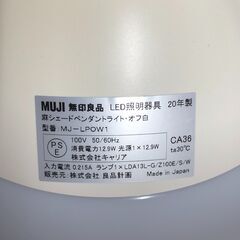 MUJI 無印良品 LED照明器具 20年製
麻シェードペンダントライト・オフ白
型番: MJ-LPOW1
PSE
100V 50/60Hz
消費電力12.9W 光源1×12.9W
株式会社キャリア
CA36
ta30℃
入力電流 0.215A ランプ1×LDA13L-G/Z100E/S/W
販売元: 株式会社 良品計画 Made in Japan